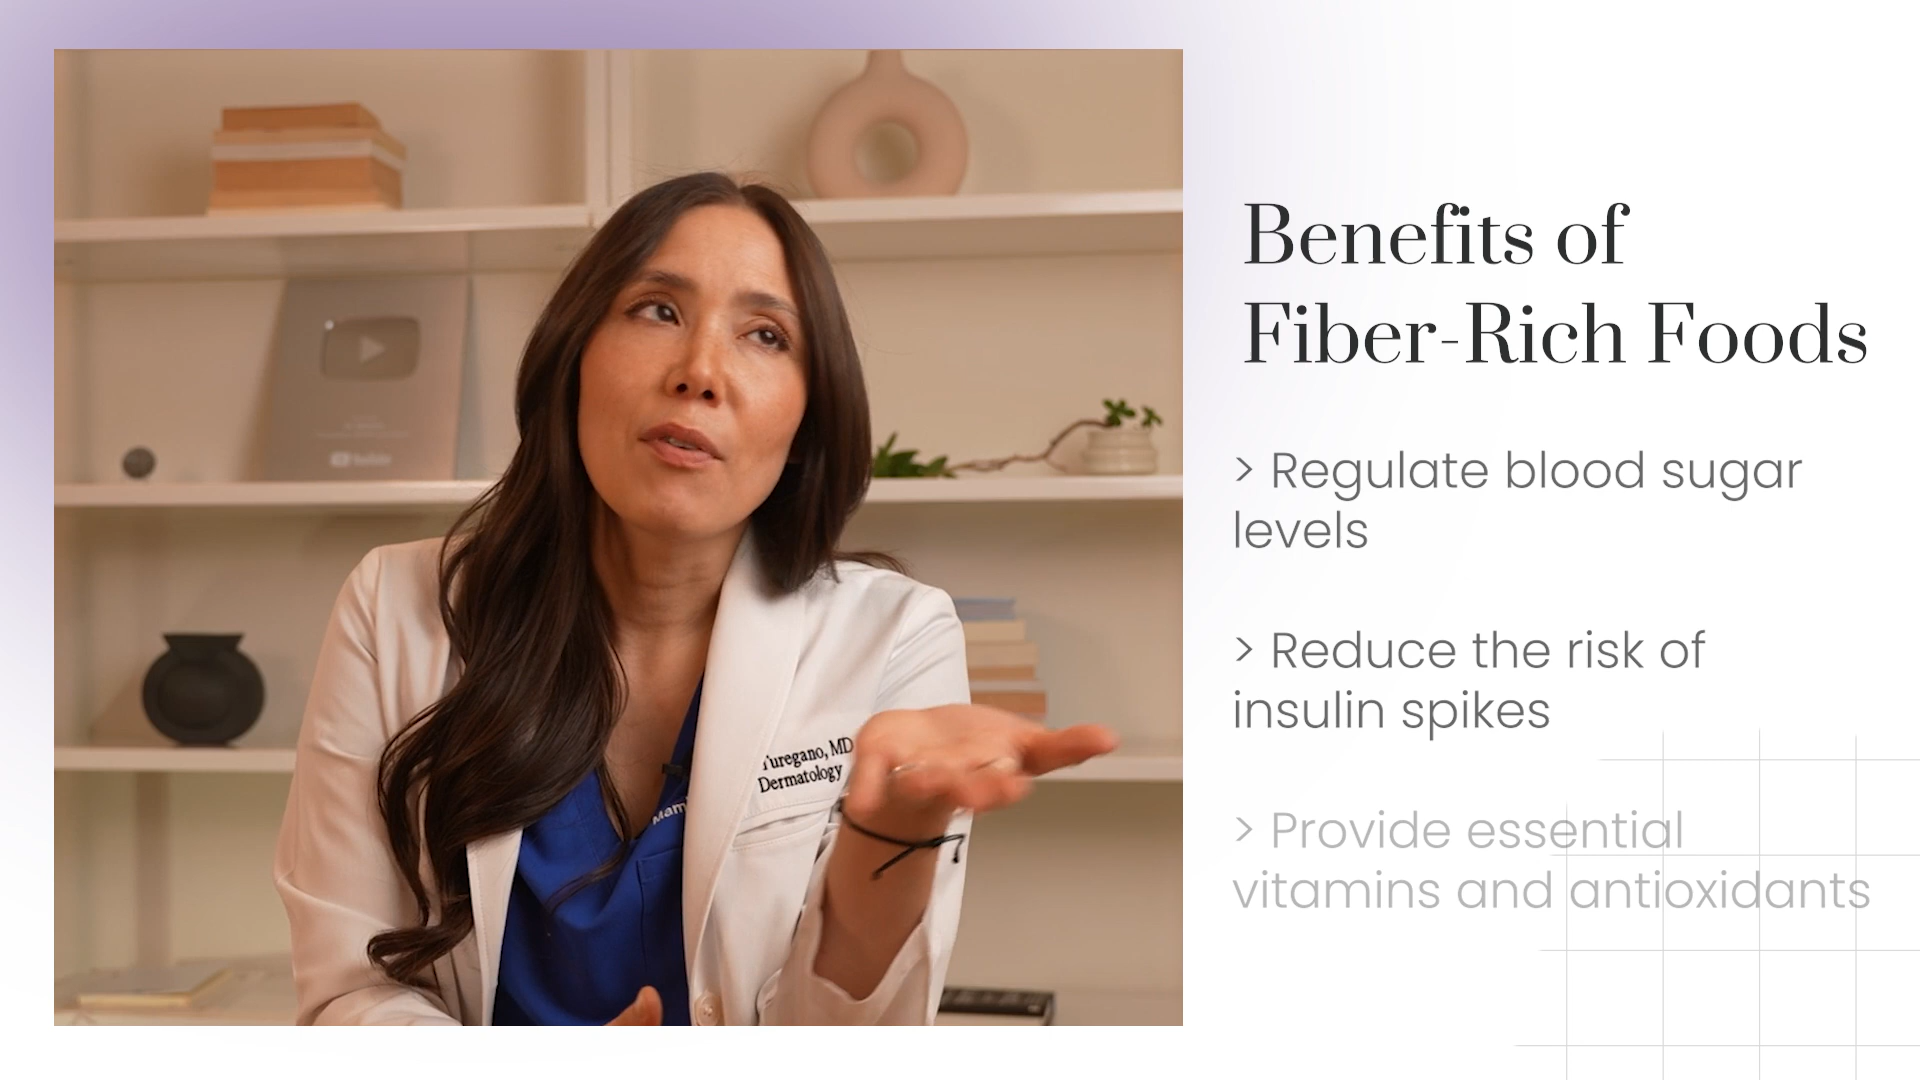 Benefits of
Fiber-Rich Foods
> Regulate blood sugar
levels
> Reduce the risk of
insulin spikes
> Provide essential
vitamins and antioxidants
Turegano, MD
Dermatology
YouTube